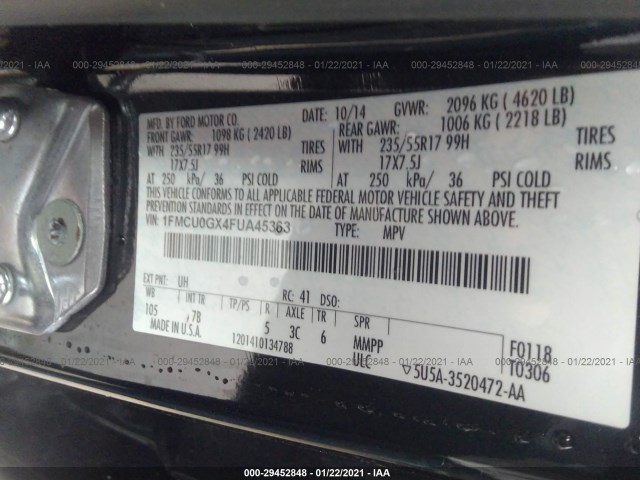 000-29452848 - 01/22/2021 - IAA
MFD. BY FORD MOTOR CO.
DATE: 10/14 GVWR: 2096 KG ( 4620 LB)
FRONT GAWR: 1098 KG ( 2420 LB) REAR GAWR: 1006 KG ( 2218 LB)
WITH 235/55R17 99H TIRES WITH 235/55R17 99H TIRES
17X7.5J RIMS 17X7.5J RIMS
AT 250 kPa/ 36 PSI COLD AT 250 kPa/ 36 PSI COLD
THIS VEHICLE CONFORMS TO ALL APPLICABLE FEDERAL MOTOR VEHICLE SAFETY AND THEFT
PREVENTION STANDARDS IN EFFECT ON THE DATE OF MANUFACTURE SHOWN ABOVE.
VIN: 1FMCU0GX4FUA45363 TYPE: MPV
EXT PNT: UH RC: 41 DSO:
WB INT TR TP/PS R AXLE TR SPR
105 7B 5 3C 6 MMPP F0118
MADE IN U.S.A. 1201410134788 UEC T0306
5U5A-3520472-AA
000-29452848 - 01/22/2021 - IAA